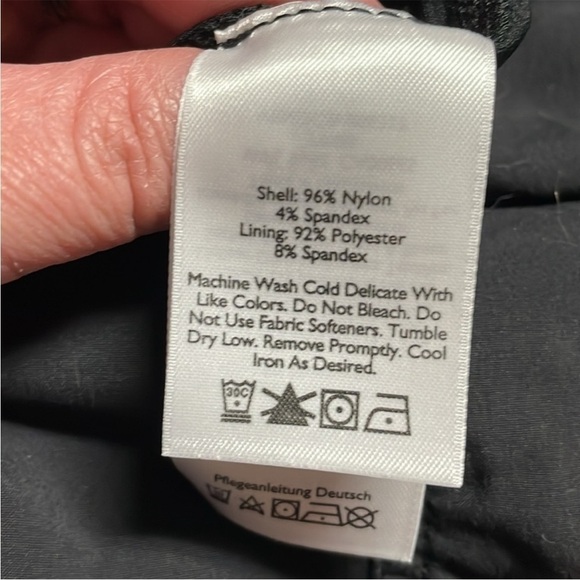 Shell: 96% Nylon
4% Spandex
Lining: 92% Polyester
8% Spandex
Machine Wash Cold Delicate With
Like Colors. Do Not Bleach. Do
Not Use Fabric Softeners. Tumble
Dry Low. Remove Promptly. Cool
Iron As Desired.
30C
Pflegeanleitung Deutsch